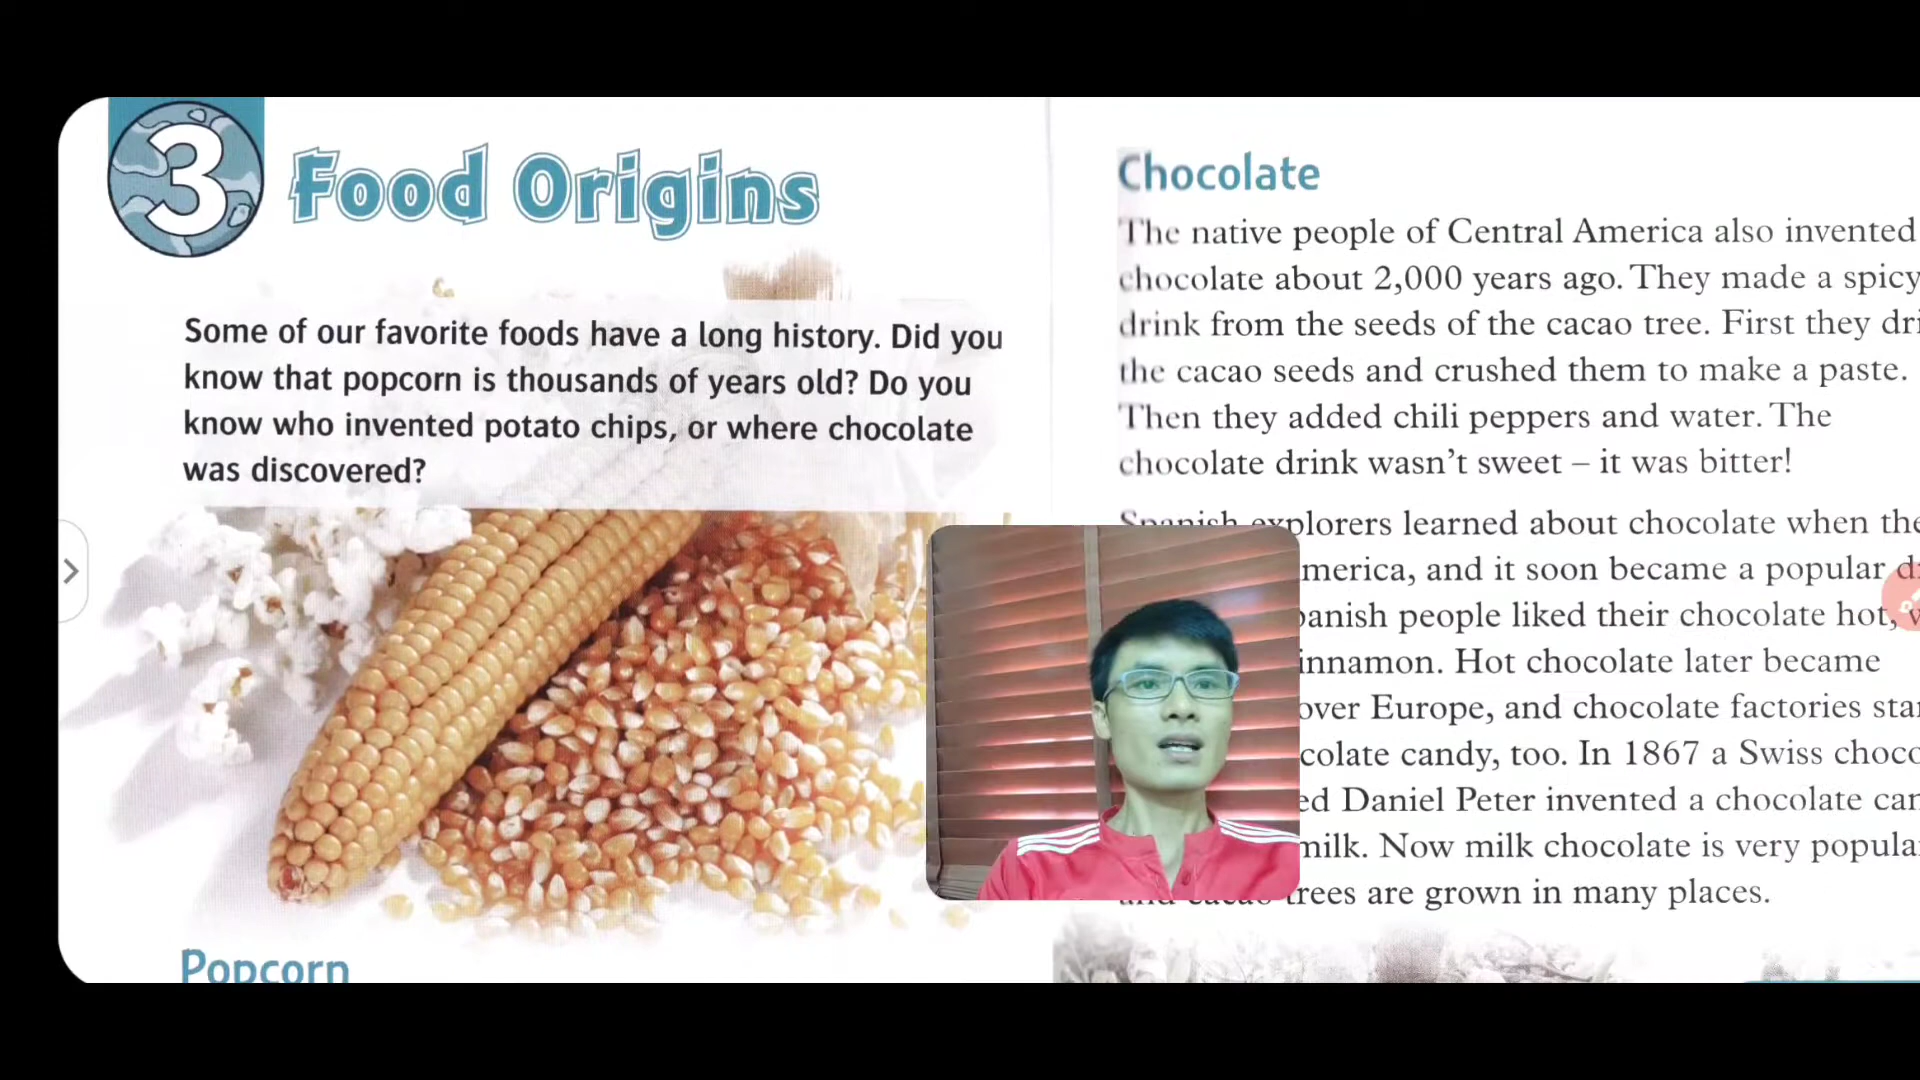 3 Food Origins
Some of our favorite foods have a long history. Did you
know that popcorn is thousands of years old? Do you
know who invented potato chips, or where chocolate
was discovered?
Popcorn
Chocolate
The native people of Central America also invented
chocolate about 2,000 years ago. They made a spicy
drink from the seeds of the cacao tree. First they
the cacao seeds and crushed them to make a paste.
Then they added chili peppers and water. The
chocolate drink wasn't sweet – it was bitter!
Spanish explorers learned about chocolate when
merica, and it soon became a popular
panish people liked their chocolate hot,
innamon. Hot chocolate later became
over Europe, and chocolate factories
colate candy, too. In 1867 a Swiss
ed Daniel Peter invented a chocolate
milk. Now milk chocolate is very
and cacao trees are grown in many places.